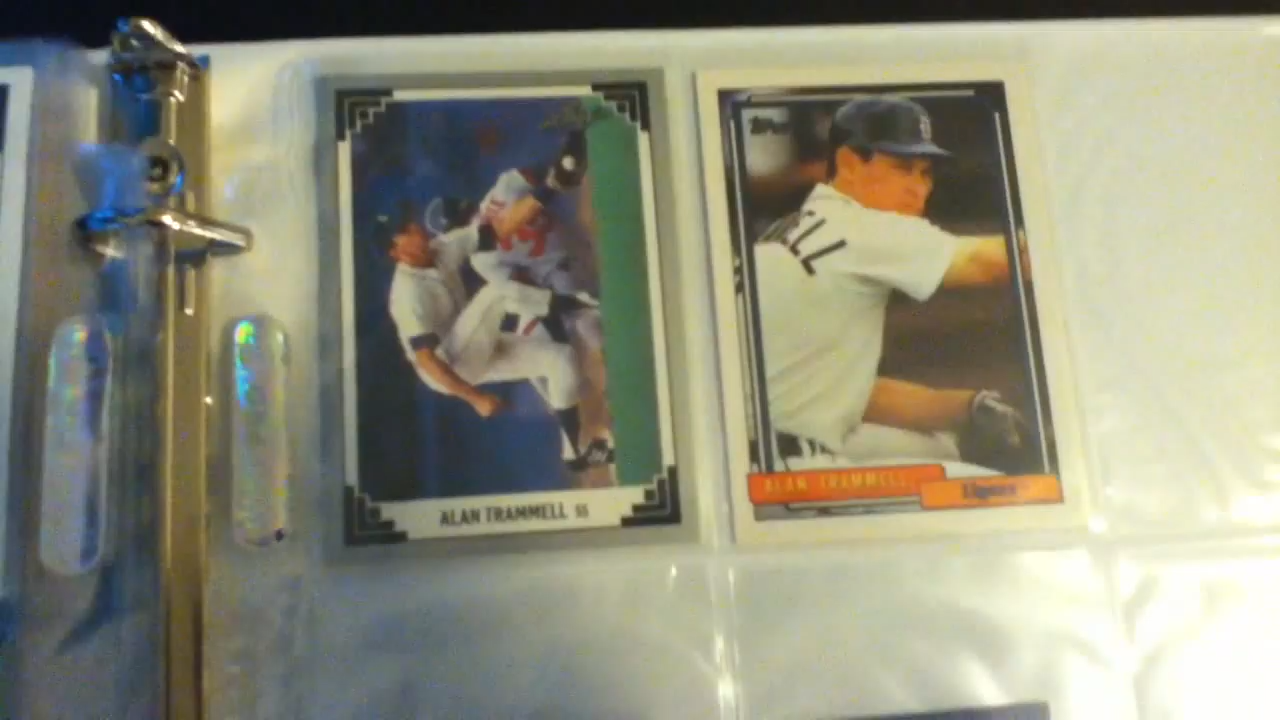 ALAN TRAMMELL SS
Topps
ELL
ALAN TRAMMELL
Tigers